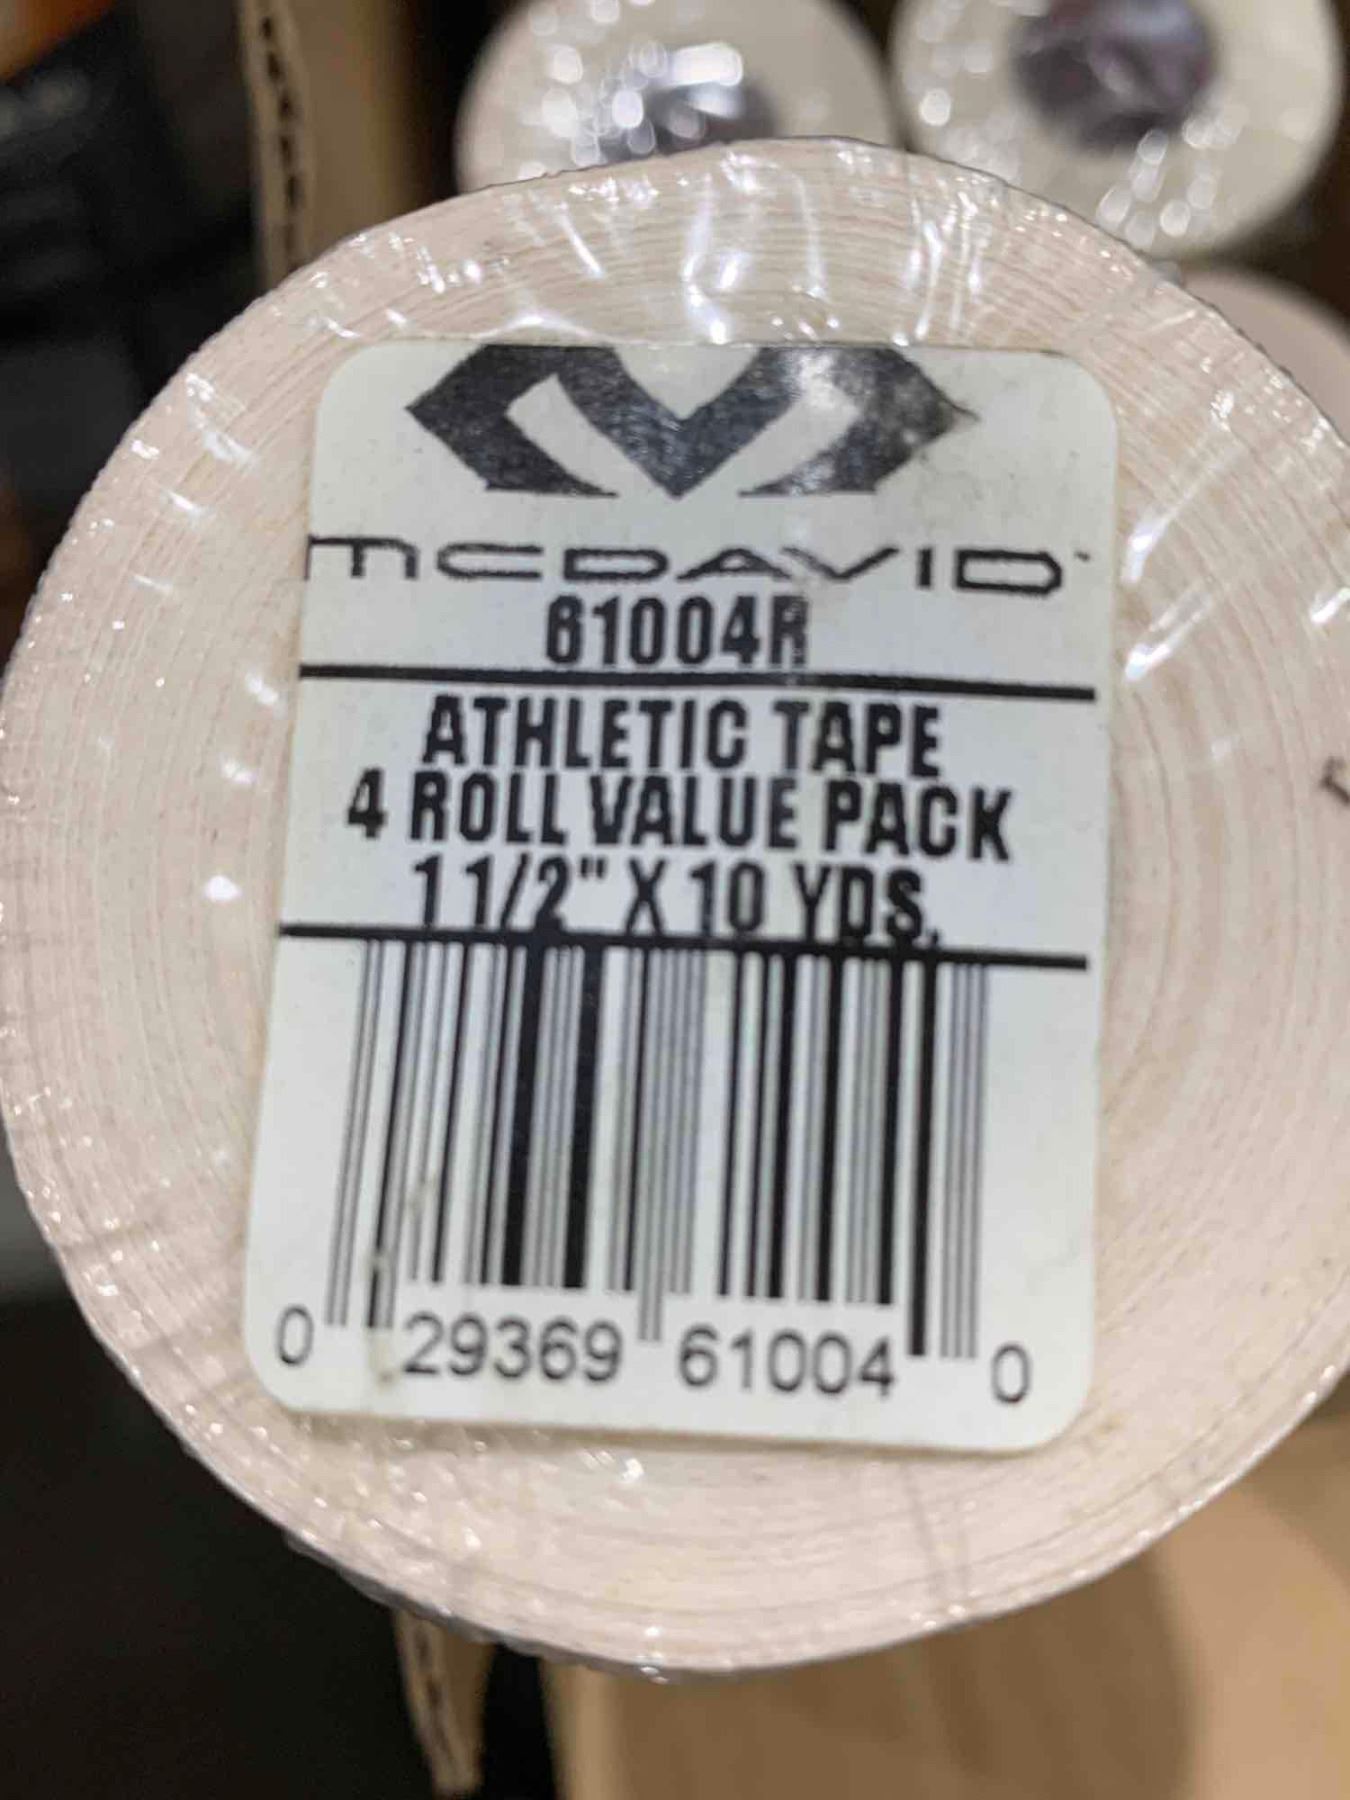 MCDAVID
61004R
ATHLETIC TAPE
4 ROLL VALUE PACK
1 1/2" X 10 YDS.
0 29369 61004 0